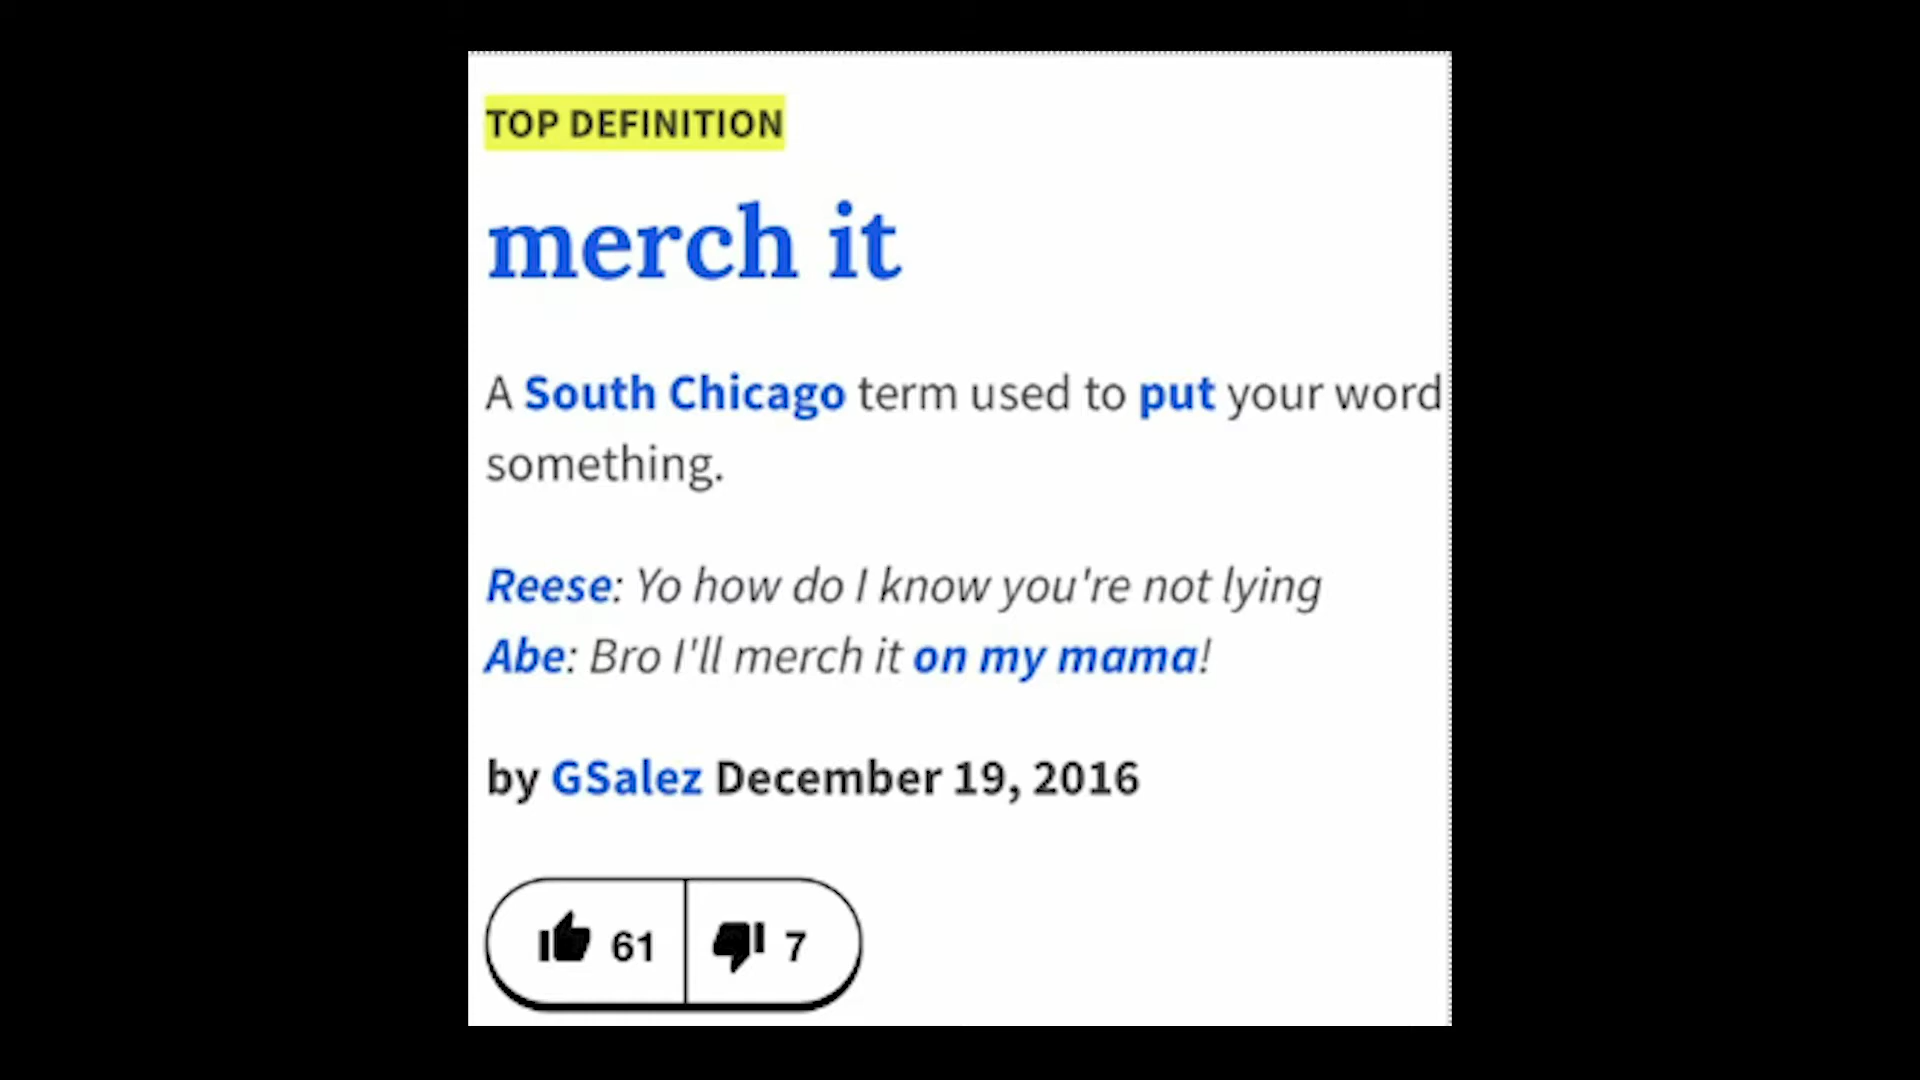 TOP DEFINITION
merch it
A South Chicago term used to put your word
something.
Reese: Yo how do I know you're not lying
Abe: Bro I'll merch it on my mama!
by GSalez December 19, 2016
61 7